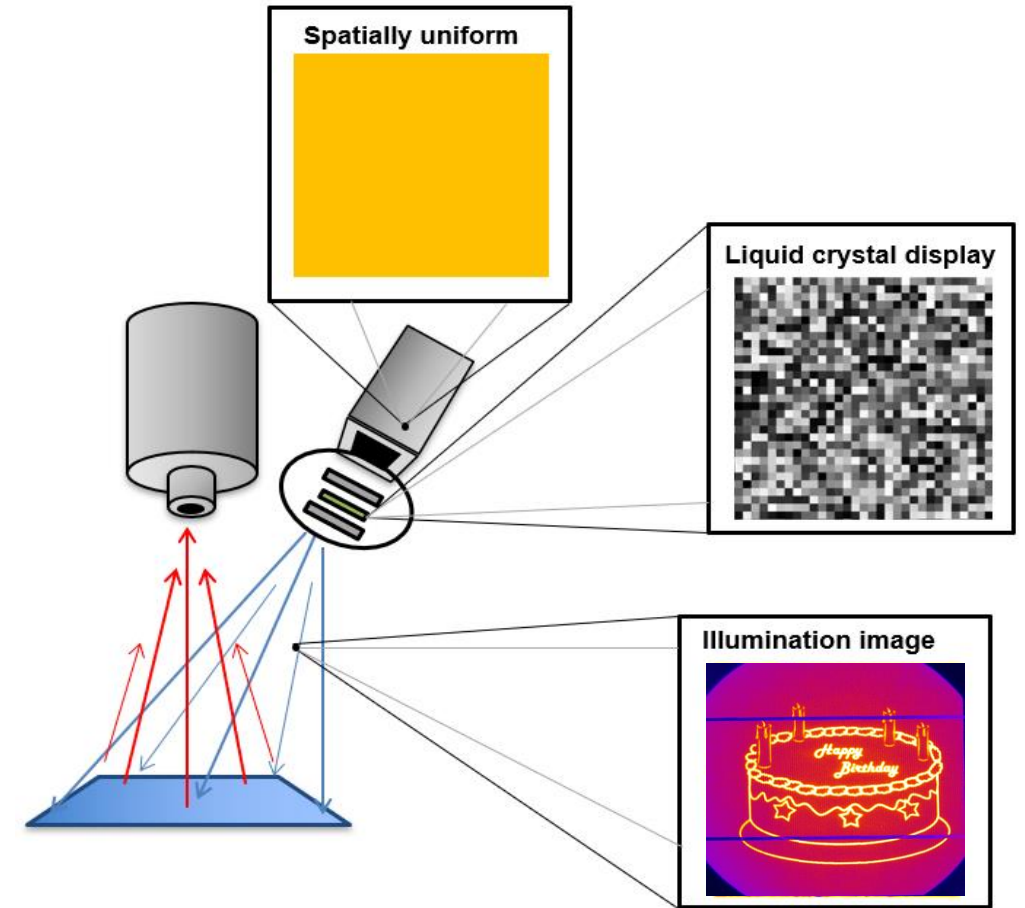 Spatially uniform
Liquid crystal display
Illumination image
Happy
Birthday